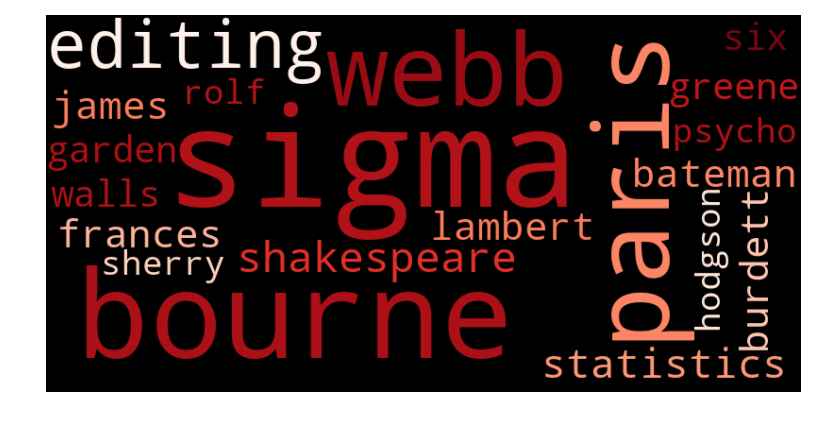 editing
webb
six
james
rolf
sigma
paris
greene
psycho
garden
walls
bateman
frances
lambert
sherry
shakespeare
hodgson
burdett
bourne
statistics